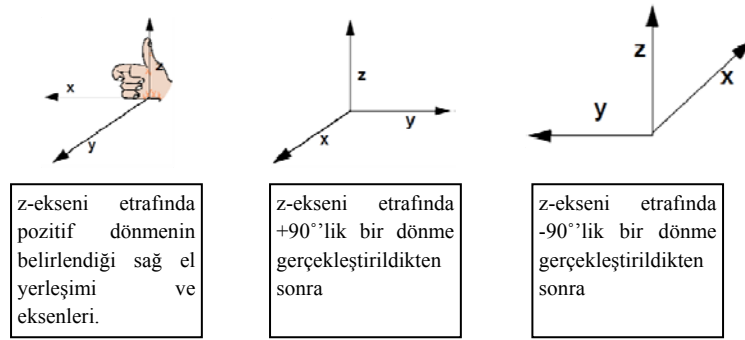 z
x
y
z
y
x
z
x
y
z-ekseni etrafında
pozitif dönmenin
belirlendiği sağ el
yerleşimi ve
eksenleri.
z-ekseni etrafında
+90˚’lik bir dönme
gerçekleştirildikten
sonra
z-ekseni etrafında
-90˚’lik bir dönme
gerçekleştirildikten
sonra